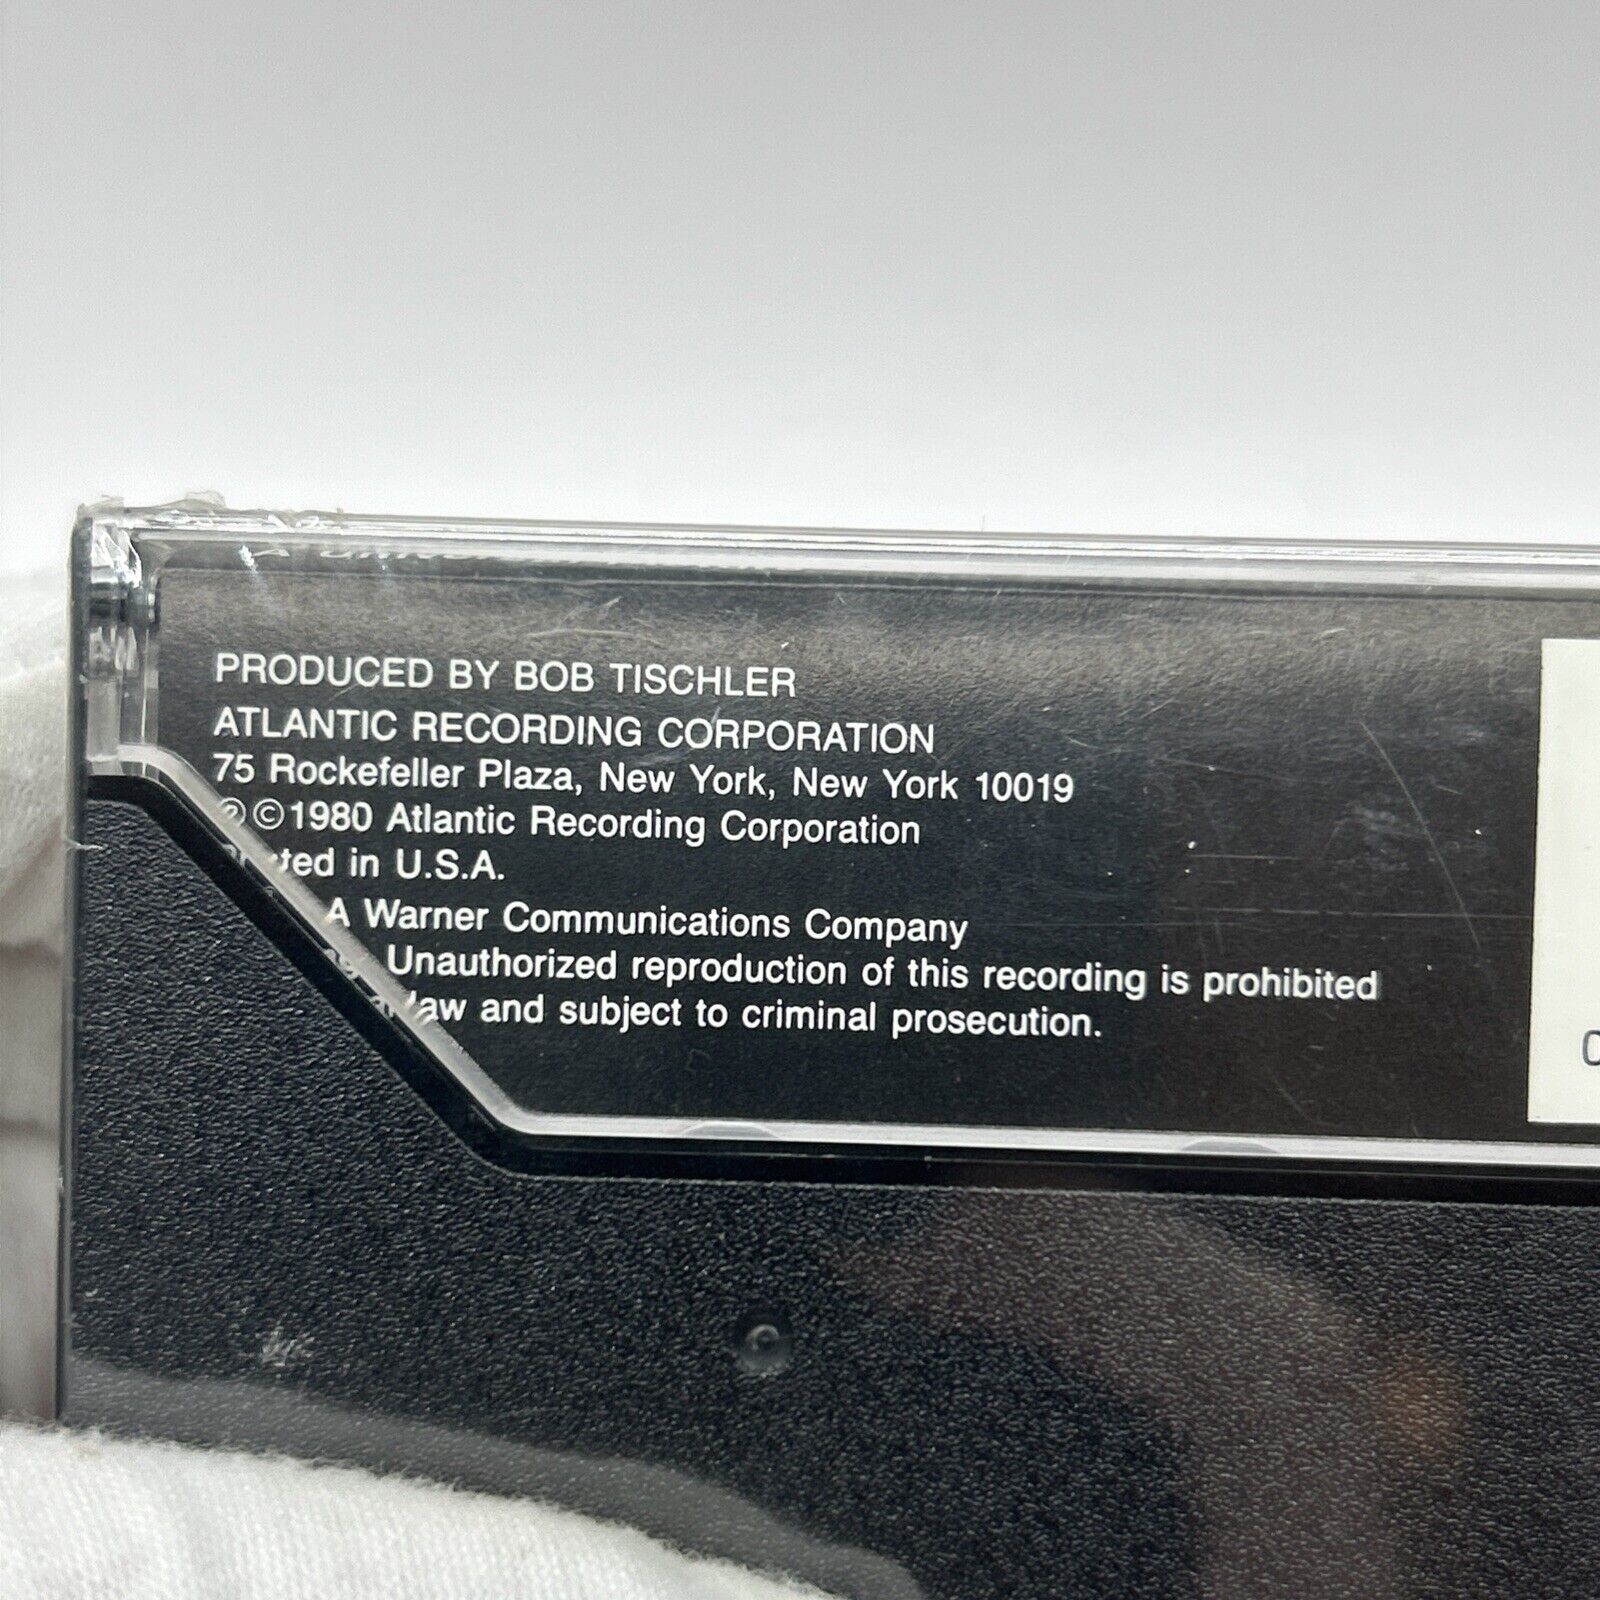 PRODUCED BY BOB TISCHLER
ATLANTIC RECORDING CORPORATION
75 Rockefeller Plaza, New York, New York 10019
℗©1980 Atlantic Recording Corporation
in U.S.A.
A Warner Communications Company
Unauthorized reproduction of this recording is prohibited
law and subject to criminal prosecution.